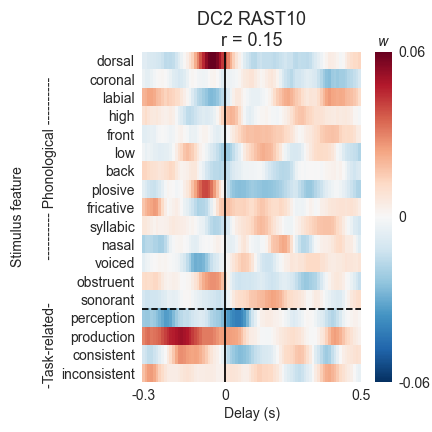 DC2 RAST10
r = 0.15
w
dorsal
coronal
labial
high
front
low
back
plosive
fricative
syllabic
nasal
voiced
obstruent
sonorant
perception
production
consistent
inconsistent
Stimulus feature
---------- Phonological ----------
-Task-related-
0.06
0
-0.06
-0.3
0
0.5
Delay (s)